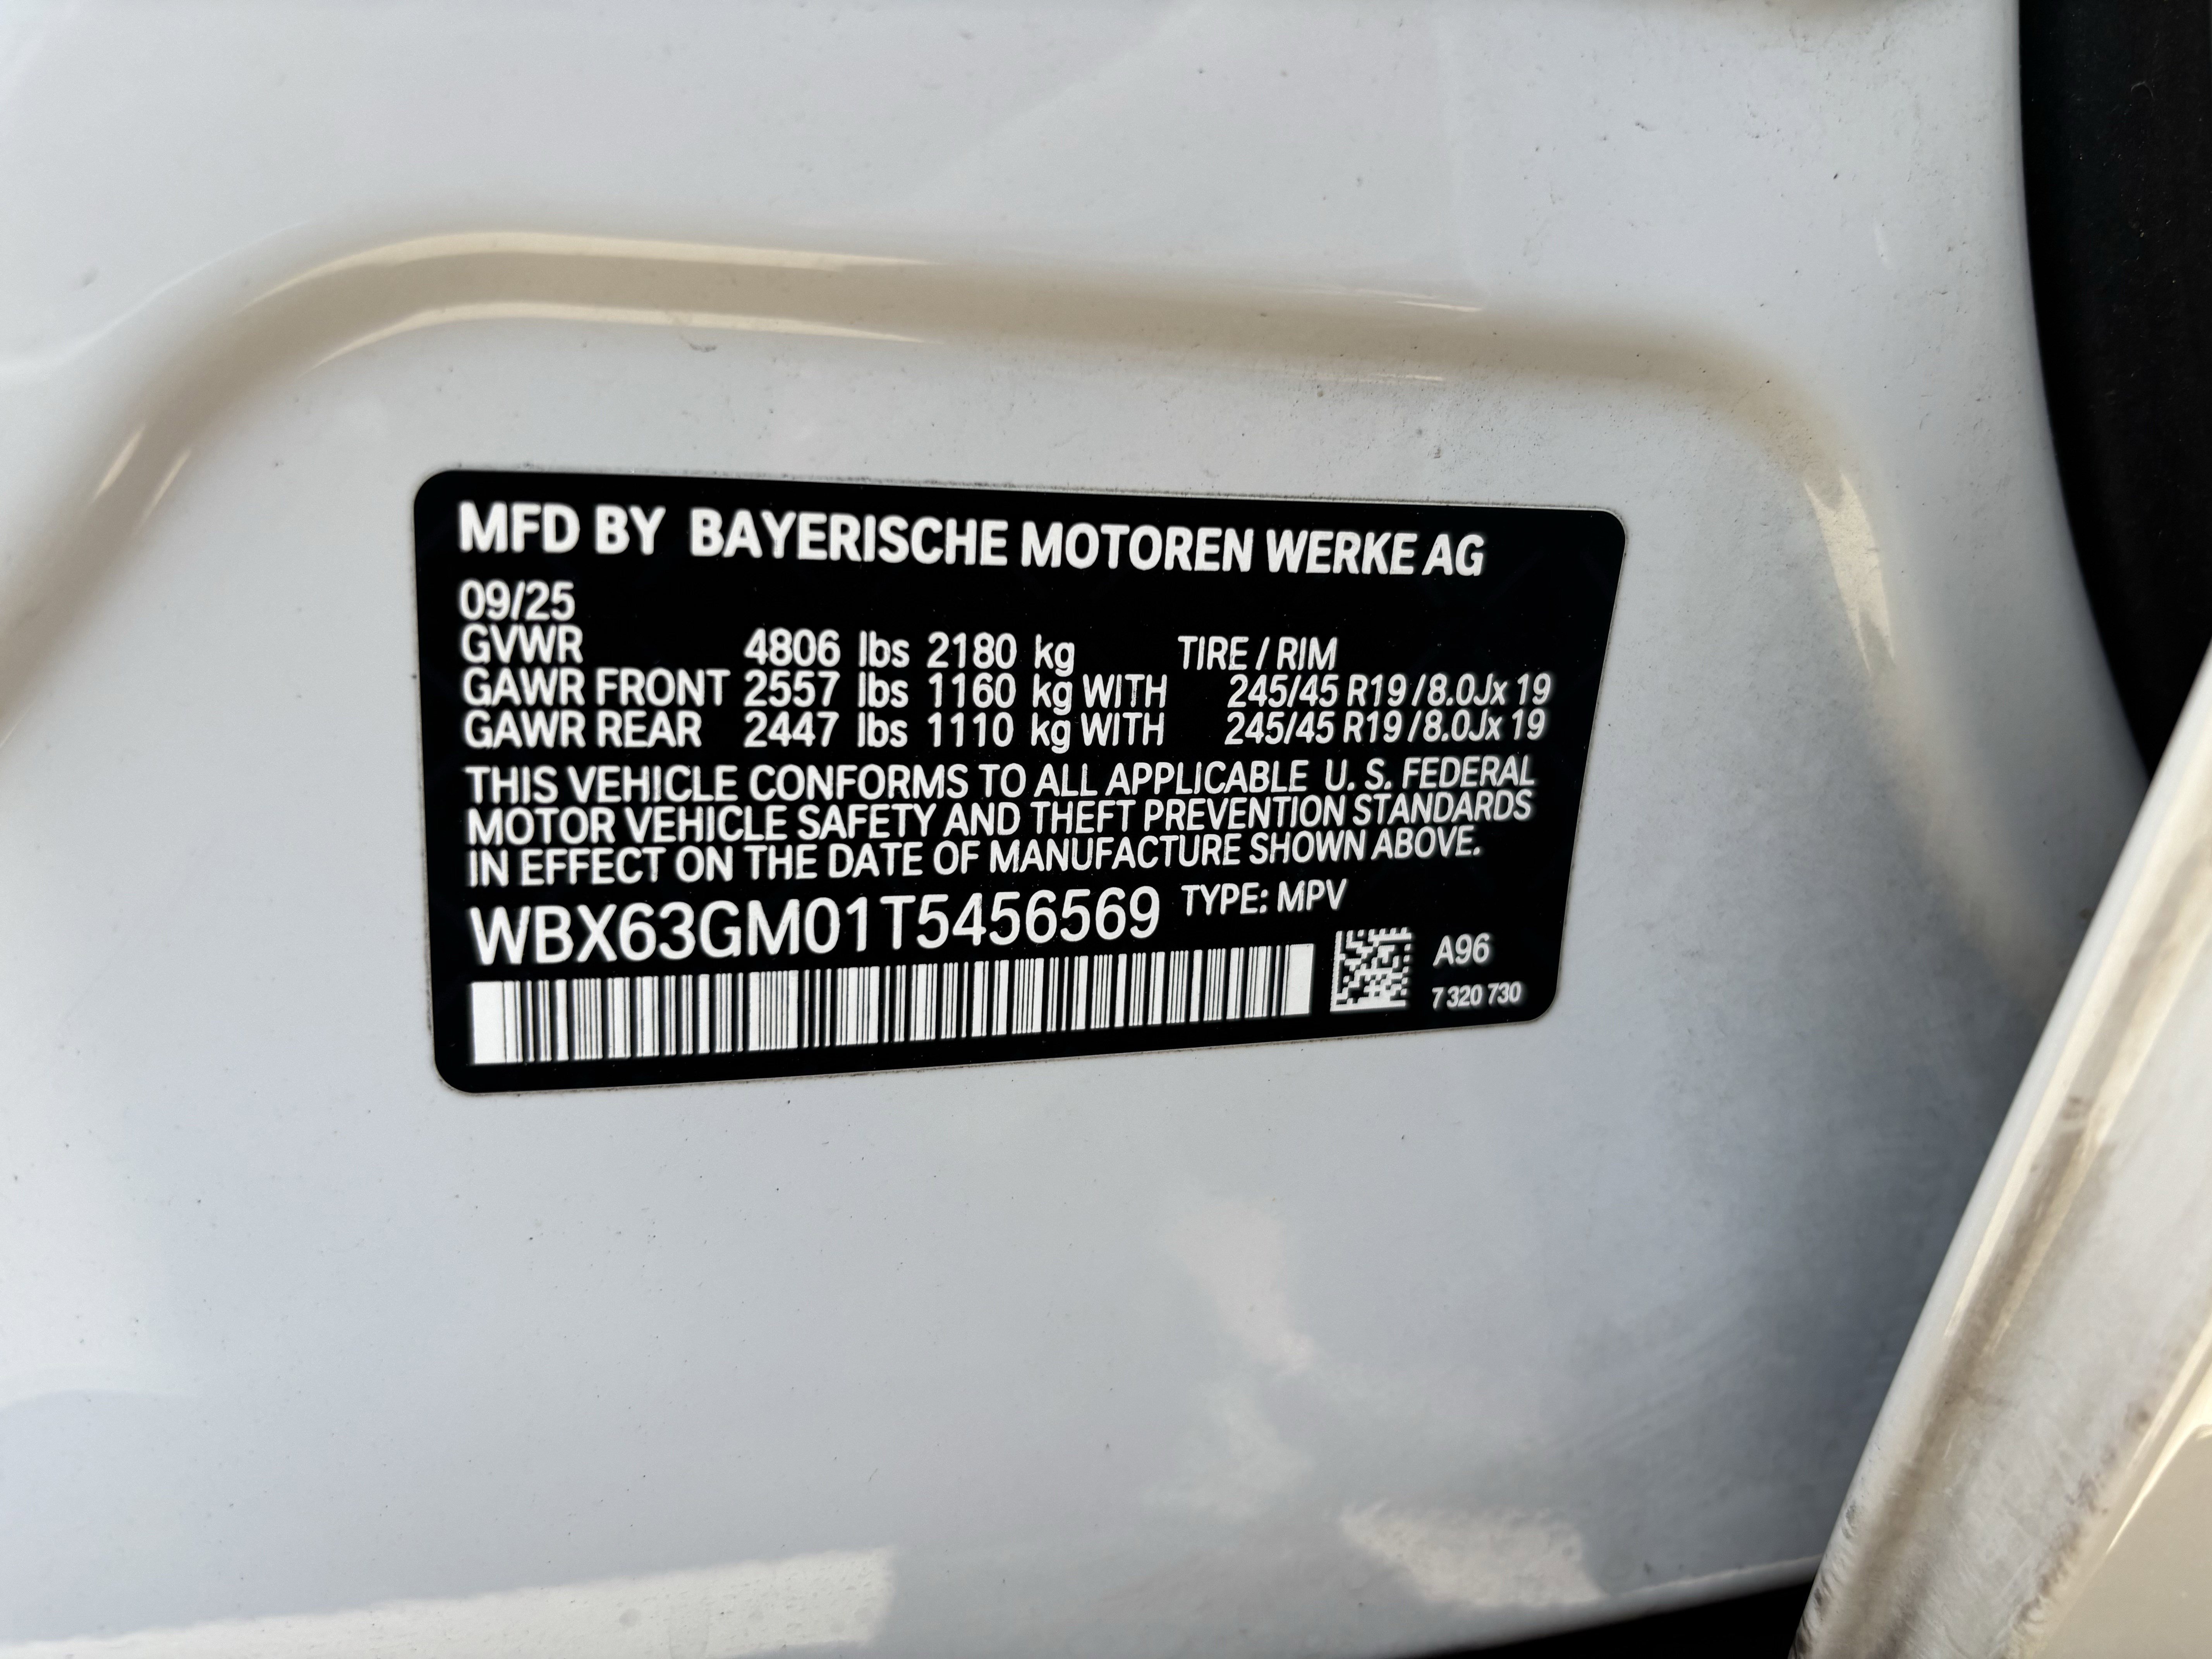 MFD BY BAYERISCHE MOTOREN WERKE AG
09/25
GVWR 4806 lbs 2180 kg TIRE / RIM
GAWR FRONT 2557 lbs 1160 kg WITH 245/45 R19 /8.0Jx 19
GAWR REAR 2447 lbs 1110 kg WITH 245/45 R19 /8.0Jx 19
THIS VEHICLE CONFORMS TO ALL APPLICABLE U. S. FEDERAL
MOTOR VEHICLE SAFETY AND THEFT PREVENTION STANDARDS
IN EFFECT ON THE DATE OF MANUFACTURE SHOWN ABOVE.
WBX63GM01T5456569 TYPE: MPV
A96
7 320 730